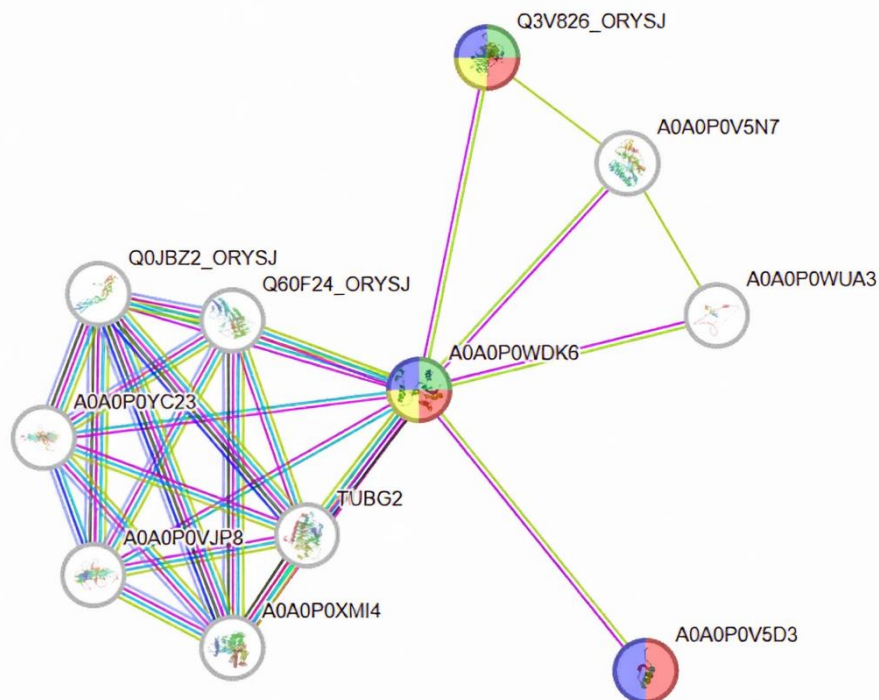 Q3V826_ORYSJ
A0A0P0V5N7
Q0JBZ2_ORYSJ
Q60F24_ORYSJ
A0A0P0WUA3
A0A0P0WDK6
A0A0P0YC23
TUBG2
A0A0P0VJP8
A0A0P0XMI4
A0A0P0V5D3